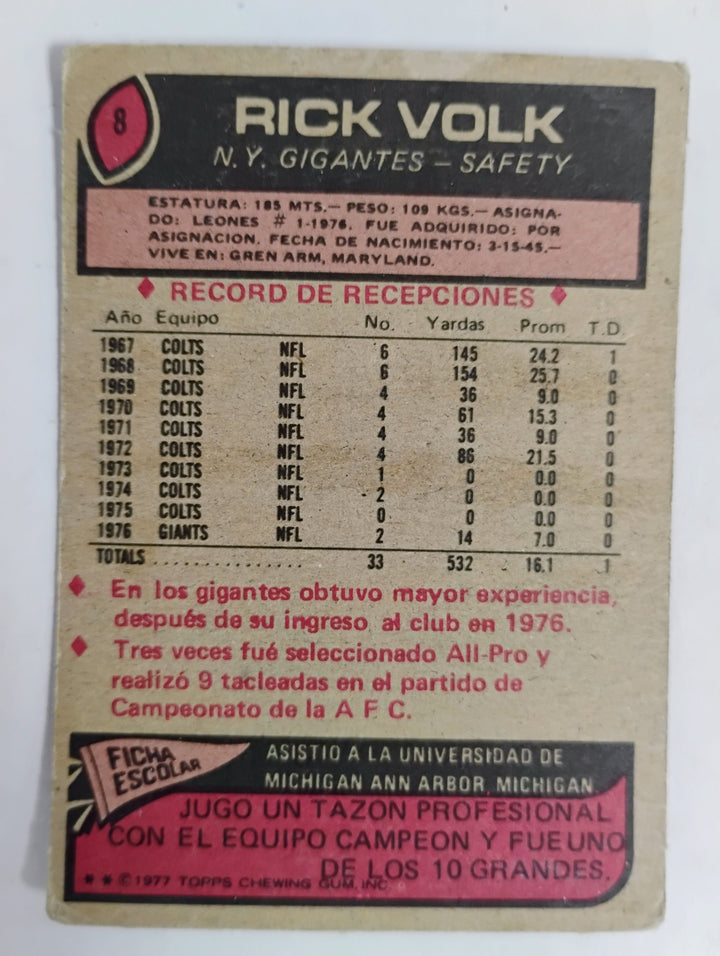 8
RICK VOLK
N.Y. GIGANTES – SAFETY
ESTATURA: 185 MTS.— PESO: 109 KGS.— ASIGNA-
DO: LEONES # 1-1976. FUE ADQUIRIDO: POR
ASIGNACION. FECHA DE NACIMIENTO: 3-15-45.—
VIVE EN: GREN ARM, MARYLAND.
♦ RECORD DE RECEPCIONES ♦
Año Equipo No. Yardas Prom T.D.
1967 COLTS NFL 6 145 24.2 1
1968 COLTS NFL 6 154 25.7 0
1969 COLTS NFL 4 36 9.0 0
1970 COLTS NFL 4 61 15.3 0
1971 COLTS NFL 4 36 9.0 0
1972 COLTS NFL 4 86 21.5 0
1973 COLTS NFL 1 0 0.0 0
1974 COLTS NFL 2 0 0.0 0
1975 COLTS NFL 0 0 0.0 0
1976 GIANTS NFL 2 14 7.0 0
TOTALS .............. 33 532 16.1 1
♦ En los gigantes obtuvo mayor experiencia,
después de su ingreso al club en 1976.
♦ Tres veces fué seleccionado All-Pro y
realizó 9 tacleadas en el partido de
Campeonato de la A F C.
FICHA
ESCOLAR
ASISTIO A LA UNIVERSIDAD DE
MICHIGAN ANN ARBOR, MICHIGAN
JUGO UN TAZON PROFESIONAL
CON EL EQUIPO CAMPEON Y FUE UNO
DE LOS 10 GRANDES.
* * © 1977 TOPPS CHEWING GUM, INC